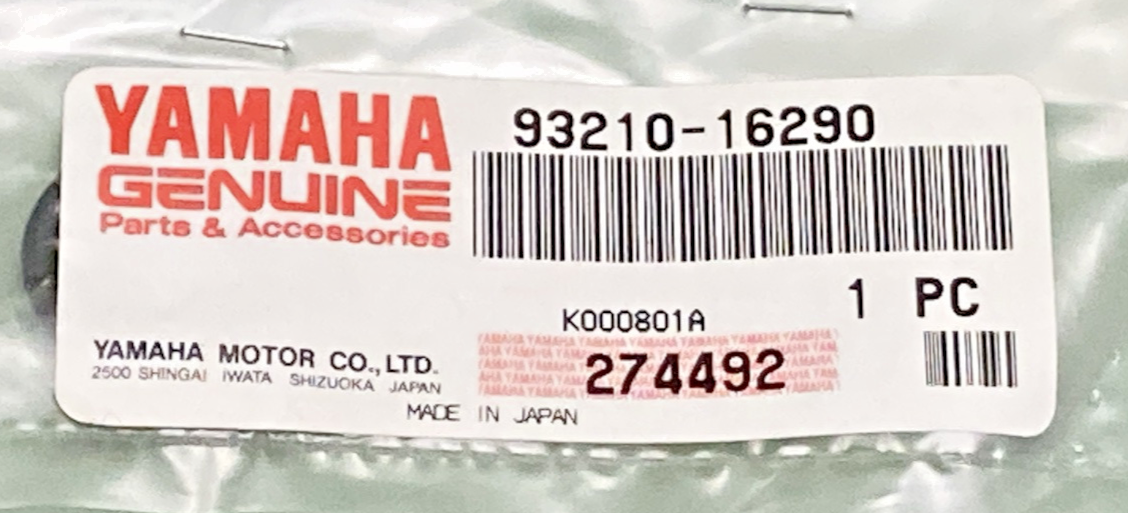 YAMAHA
GENUINE
Parts & Accessories
93210-16290
1 PC
K000801A
274492
YAMAHA MOTOR CO., LTD.
2500 SHINGAI IWATA SHIZUOKA JAPAN
MADE IN JAPAN